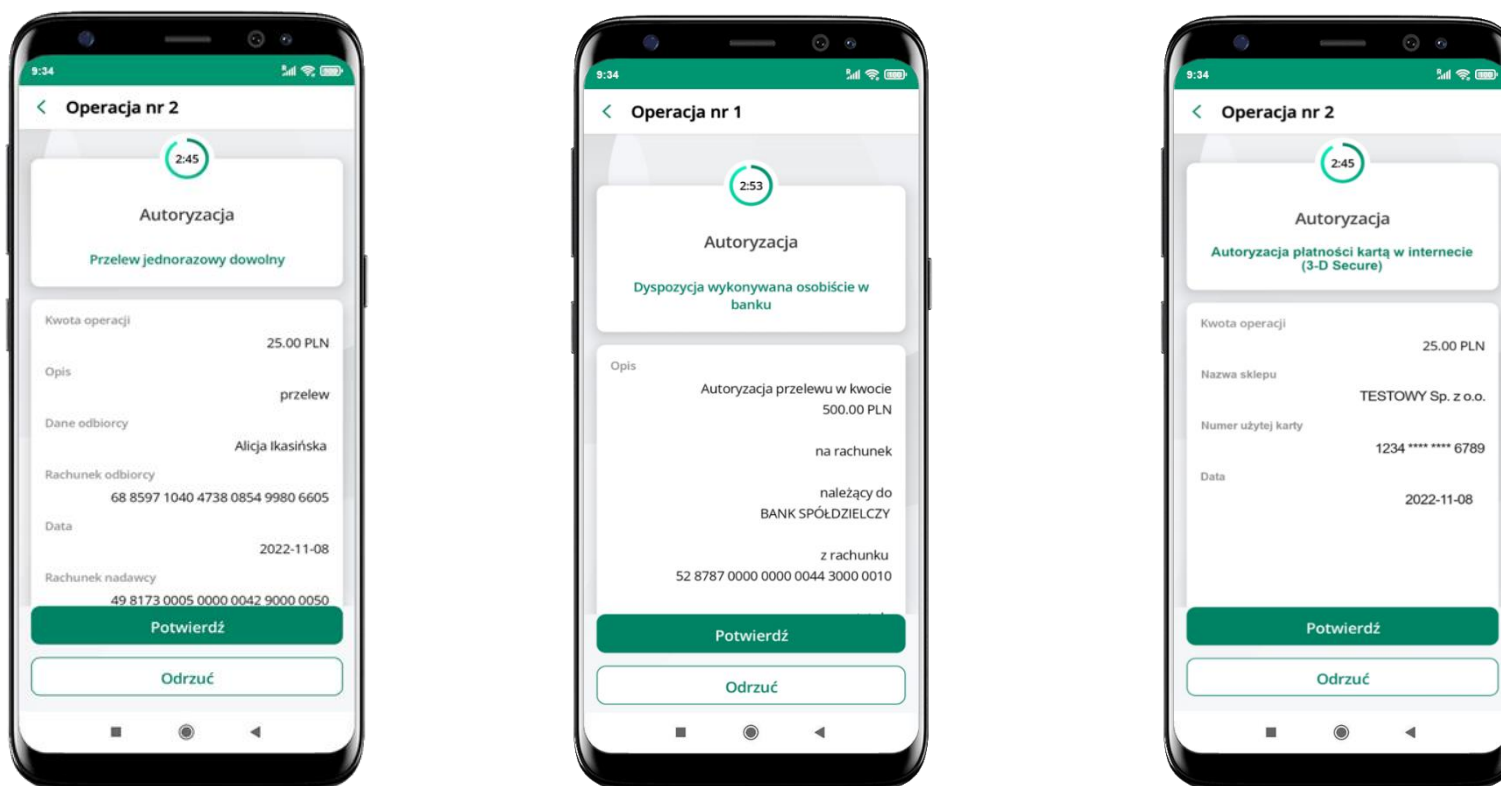 9:34
Operacja nr 2
2:45
Autoryzacja
Przelew jednorazowy dowolny
Kwota operacji
25.00 PLN
Opis
przelew
Dane odbiorcy
Alicja Ikasińska
Rachunek odbiorcy
68 8597 1040 4738 0854 9980 6605
Data
2022-11-08
Rachunek nadawcy
49 8173 0005 0000 0042 9000 0050
Potwierdź
Odrzuć
9:34
Operacja nr 1
2:53
Autoryzacja
Dyspozycja wykonywana osobiście w
banku
Opis
Autoryzacja przelewu w kwocie
500.00 PLN
na rachunek
należący do
BANK SPÓŁDZIELCZY
z rachunku
52 8787 0000 0000 0044 3000 0010
Potwierdź
Odrzuć
9:34
Operacja nr 2
2:45
Autoryzacja
Autoryzacja płatności kartą w internecie
(3-D Secure)
Kwota operacji
25.00 PLN
Nazwa sklepu
TESTOWY Sp. z o.o.
Numer użytej karty
1234 **** **** 6789
Data
2022-11-08
Potwierdź
Odrzuć